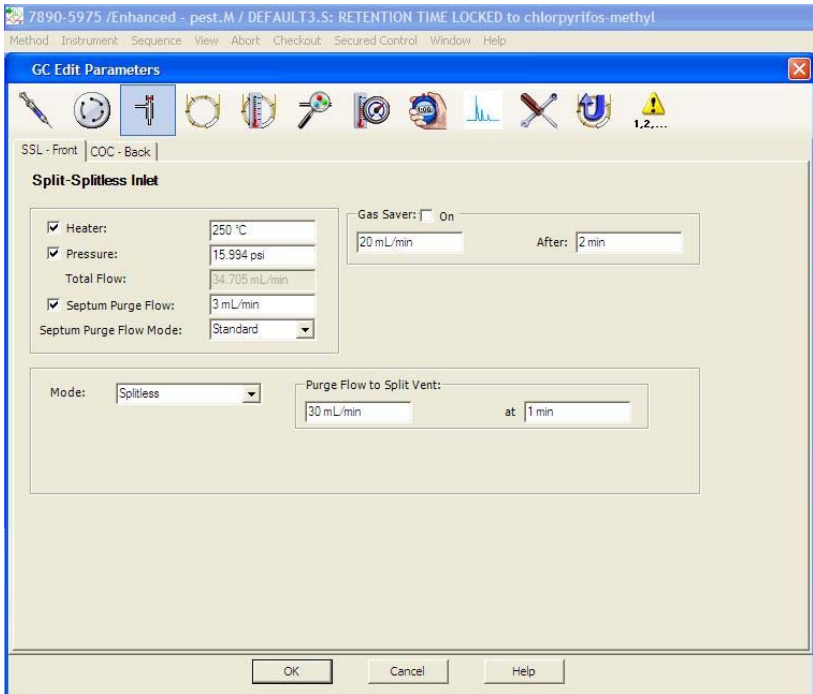 7890-5975 /Enhanced - pest.M / DEFAULT3.S: RETENTION TIME LOCKED to chlorpyrifos-methyl
Method Instrument Sequence View Abort Checkout Secured Control Window Help
GC Edit Parameters
1:00
1,2,...
SSL - Front COC - Back
Split-Splitless Inlet
Heater: 250 °C
Pressure: 15.994 psi
Total Flow: 34.705 mL/min
Septum Purge Flow: 3 mL/min
Septum Purge Flow Mode: Standard
Gas Saver: On
20 mL/min After: 2 min
Mode: Splitless
Purge Flow to Split Vent:
30 mL/min at 1 min
OK Cancel Help